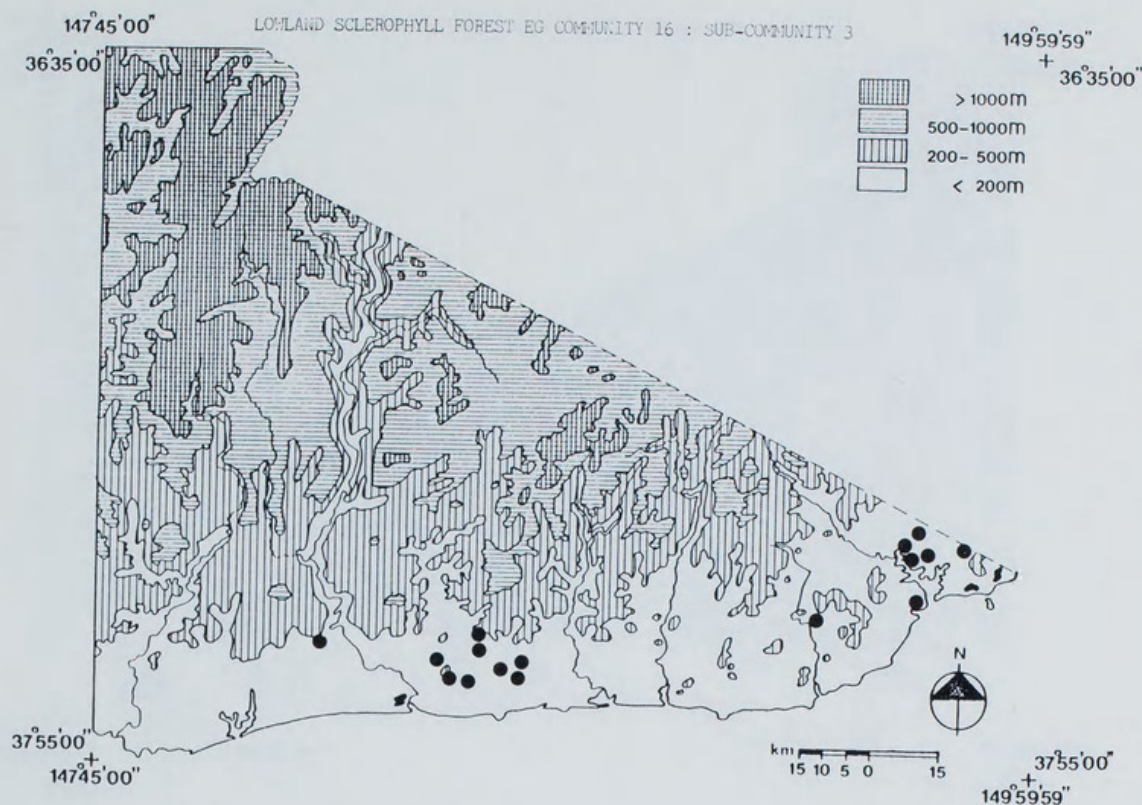 LOWLAND SCLEROPHYLL FOREST EG COMMUNITY 16 : SUB-COMMUNITY 3
147°45'00"
36°35'00"
149°59'59"
36°35'00"
> 1000m
500-1000m
200-500m
< 200m
N
37°55'00"
147°45'00"
km
15 10 5 0 15
37°55'00"
149°59'59"